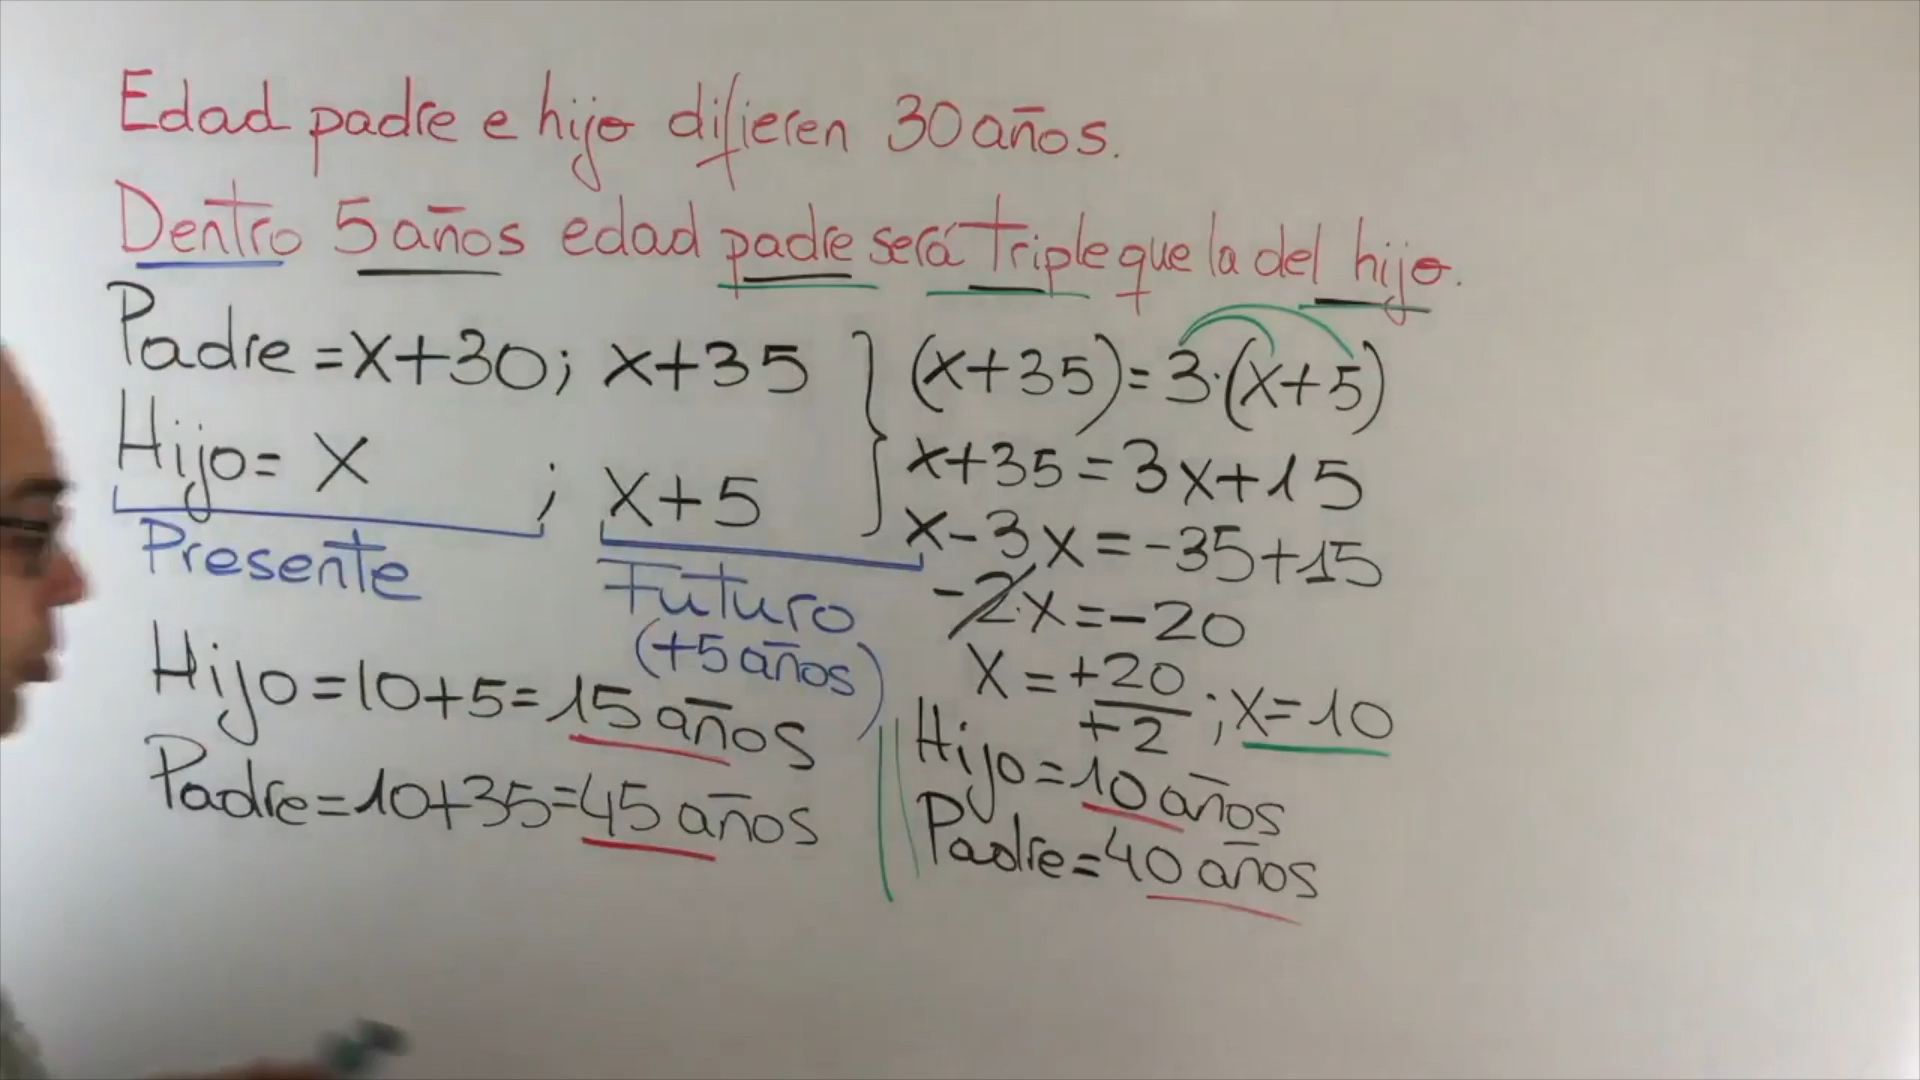 Edad padre e hijo difieren 30 años.
Dentro 5 años edad padre será triple que la del hijo.
Padre = x+30; x+35
Hijo = x ; x+5
Presente
Futuro
(+5 años)
Hijo = 10+5 = 15 años
Padre = 10+35 = 45 años
(x+35) = 3·(x+5)
x+35 = 3x+15
x-3x = -35+15
-2·x = -20
x = +20/+2 ; x = 10
Hijo = 10 años
Padre = 40 años